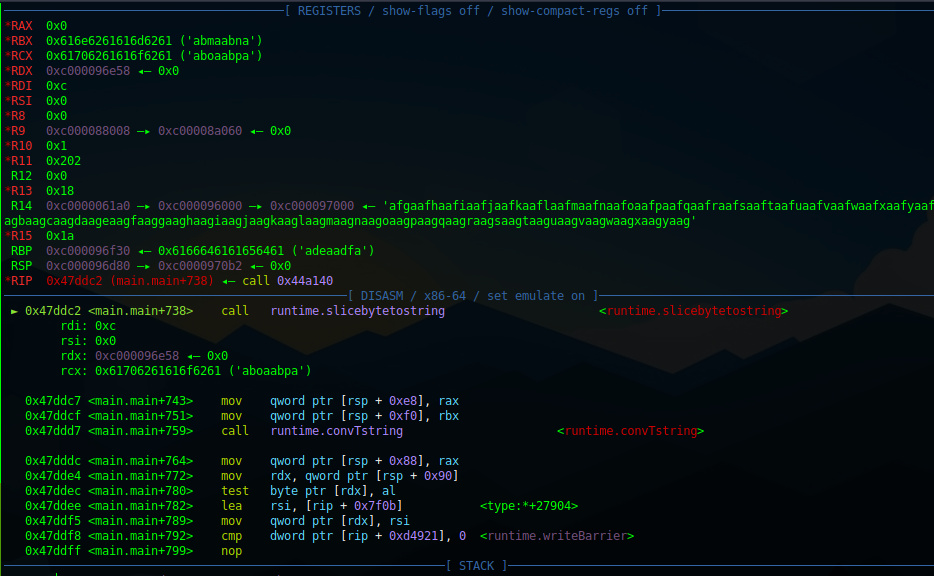 [ REGISTERS / show-flags off / show-compact-regs off ]
*RAX  0x0
*RBX  0x616e6261616d6261 ('abmaabna')
*RCX  0x61706261616f6261 ('aboaabpa')
*RDX  0xc000096e58 ◂— 0x0
*RDI  0xc
*RSI  0x0
*R8   0x0
*R9   0xc000088008 —▸ 0xc00008a060 ◂— 0x0
*R10  0x1
*R11  0x202
 R12  0x0
*R13  0x18
 R14  0xc0000061a0 —▸ 0xc000096000 —▸ 0xc000097000 ◂— 'afgaafhaafiaafjaafkaaflaafmaafnaafoaafpaafqaafraafsaaftaafuaafvaafwaafxaafyaaf
agbaagcaagdaageaagfaaggaaghaagiaagjaagkaaglaagmaagnaagoaagpaagqaagraagsaagtaaguaagvaagwaagxaagyaag'
*R15  0x1a
 RBP  0xc000096f30 ◂— 0x6166646161656461 ('adeaadfa')
 RSP  0xc000096d80 —▸ 0xc0000970b2 ◂— 0x0
*RIP  0x47ddc2 (main.main+738) ◂— call 0x44a140
[ DISASM / x86-64 / set emulate on ]
► 0x47ddc2 <main.main+738>    call   runtime.slicebytetostring                     <runtime.slicebytetostring>
rdi: 0xc
rsi: 0x0
rdx: 0xc000096e58 ◂— 0x0
rcx: 0x61706261616f6261 ('aboaabpa')
0x47ddc7 <main.main+743>    mov    qword ptr [rsp + 0xe8], rax
0x47ddcf <main.main+751>    mov    qword ptr [rsp + 0xf0], rbx
0x47ddd7 <main.main+759>    call   runtime.convTstring                     <runtime.convTstring>
0x47dddc <main.main+764>    mov    qword ptr [rsp + 0x88], rax
0x47dde4 <main.main+772>    mov    rdx, qword ptr [rsp + 0x90]
0x47ddec <main.main+780>    test   byte ptr [rdx], al
0x47ddee <main.main+782>    lea    rsi, [rip + 0x7f0b]            <type:*+27904>
0x47ddf5 <main.main+789>    mov    qword ptr [rdx], rsi
0x47ddf8 <main.main+792>    cmp    dword ptr [rip + 0xd4921], 0  <runtime.writeBarrier>
0x47ddff <main.main+799>    nop
[ STACK ]